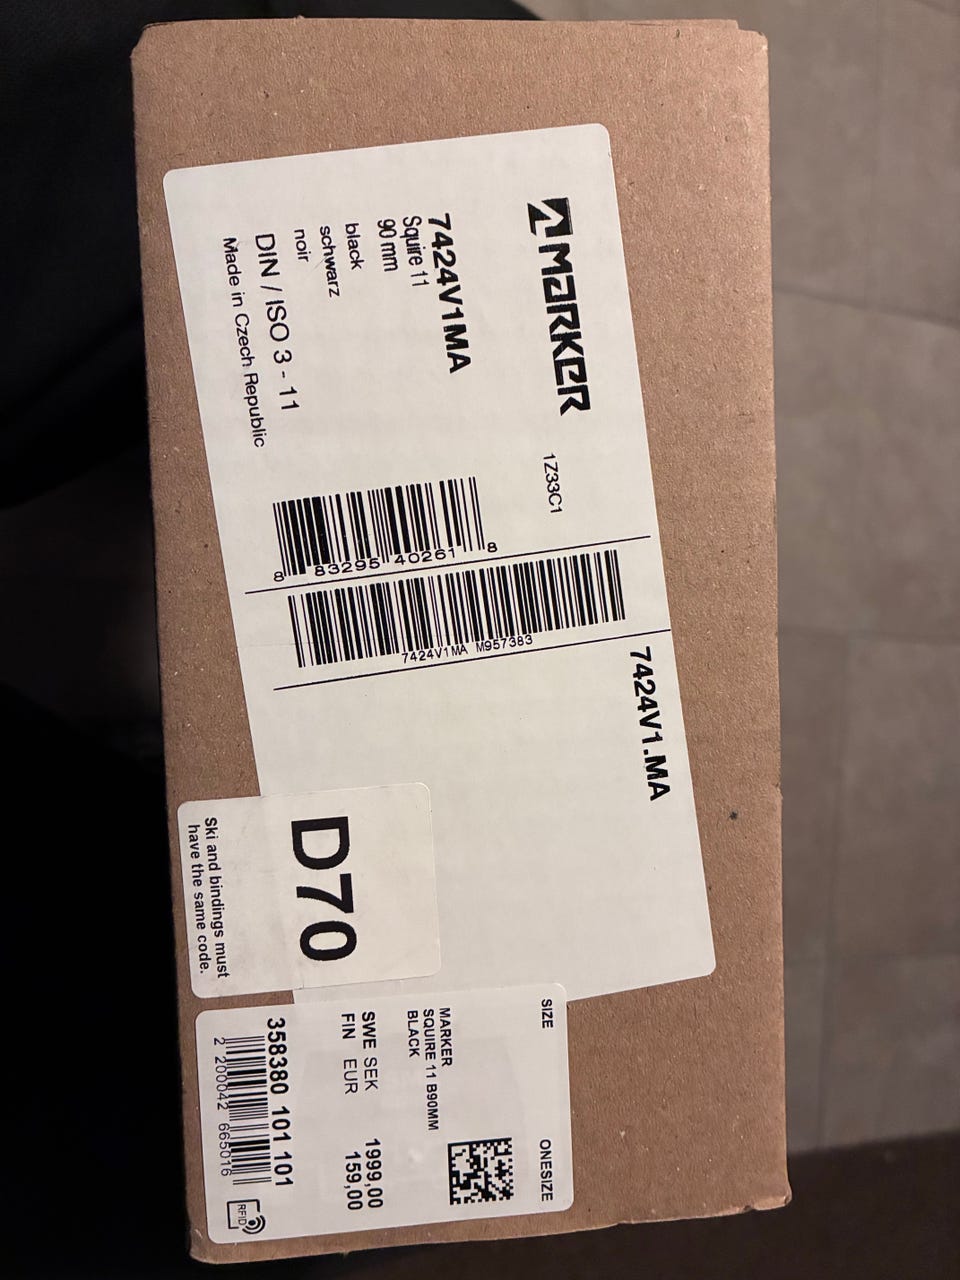 MARKER
1Z33C1
7424V1MA
Squire 11
90 mm
black
schwarz
noir
DIN / ISO 3 - 11
Made in Czech Republic
8 83295 40261 8
7424V1MA M957383
7424V1.MA
D70
Ski and bindings must
have the same code.
SIZE ONESIZE
MARKER
SQUIRE 11 B90MM
BLACK
SWE SEK 1999,00
FIN EUR 159,00
358380 101 101
2 200042 665016
RFID